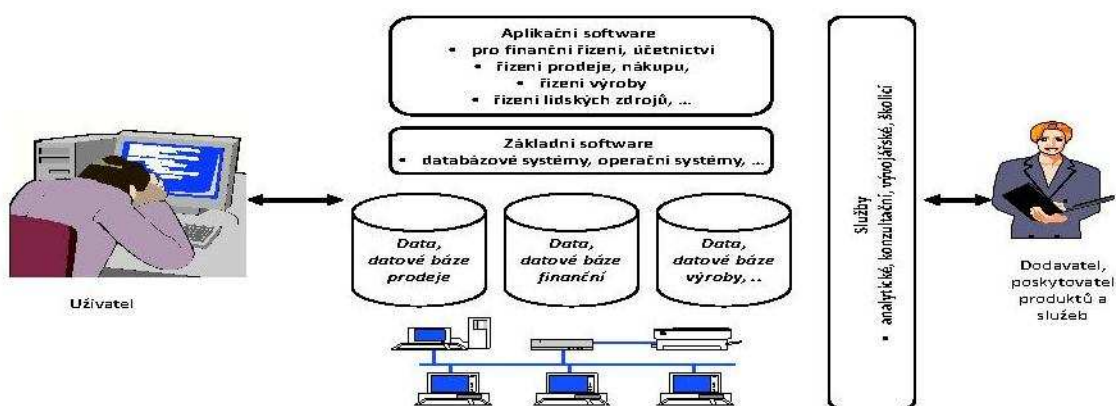 Aplikační software
• pro finanční řízení, účetnictví
• řízení prodeje, nákupu,
• řízení výroby
• řízení lidských zdrojů, ...
Základní software
• databázové systémy, operační systémy, ...
Data,
datové báze
prodeje
Data,
datové báze
finanční
Data,
datové báze
výroby, ..
Uživatel
Služby
• analytické, konzultační, vývojářské, školicí
Dodavatel,
poskytovatel
produktů a
služeb